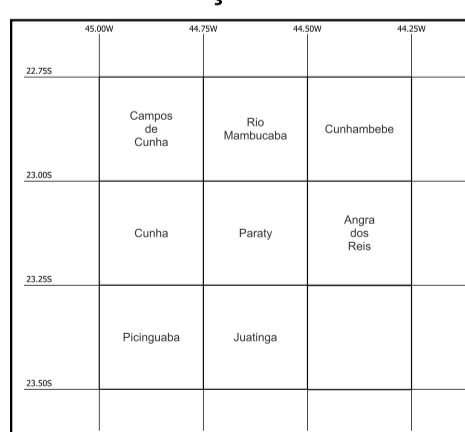 45.00W 44.75W 44.50W 44.25W
22.75S
Campos
de
Cunha
Rio
Mambucaba
Cunhambebe
23.00S
Cunha
Paraty
Angra
dos
Reis
23.25S
Picinguaba
Juatinga
23.50S